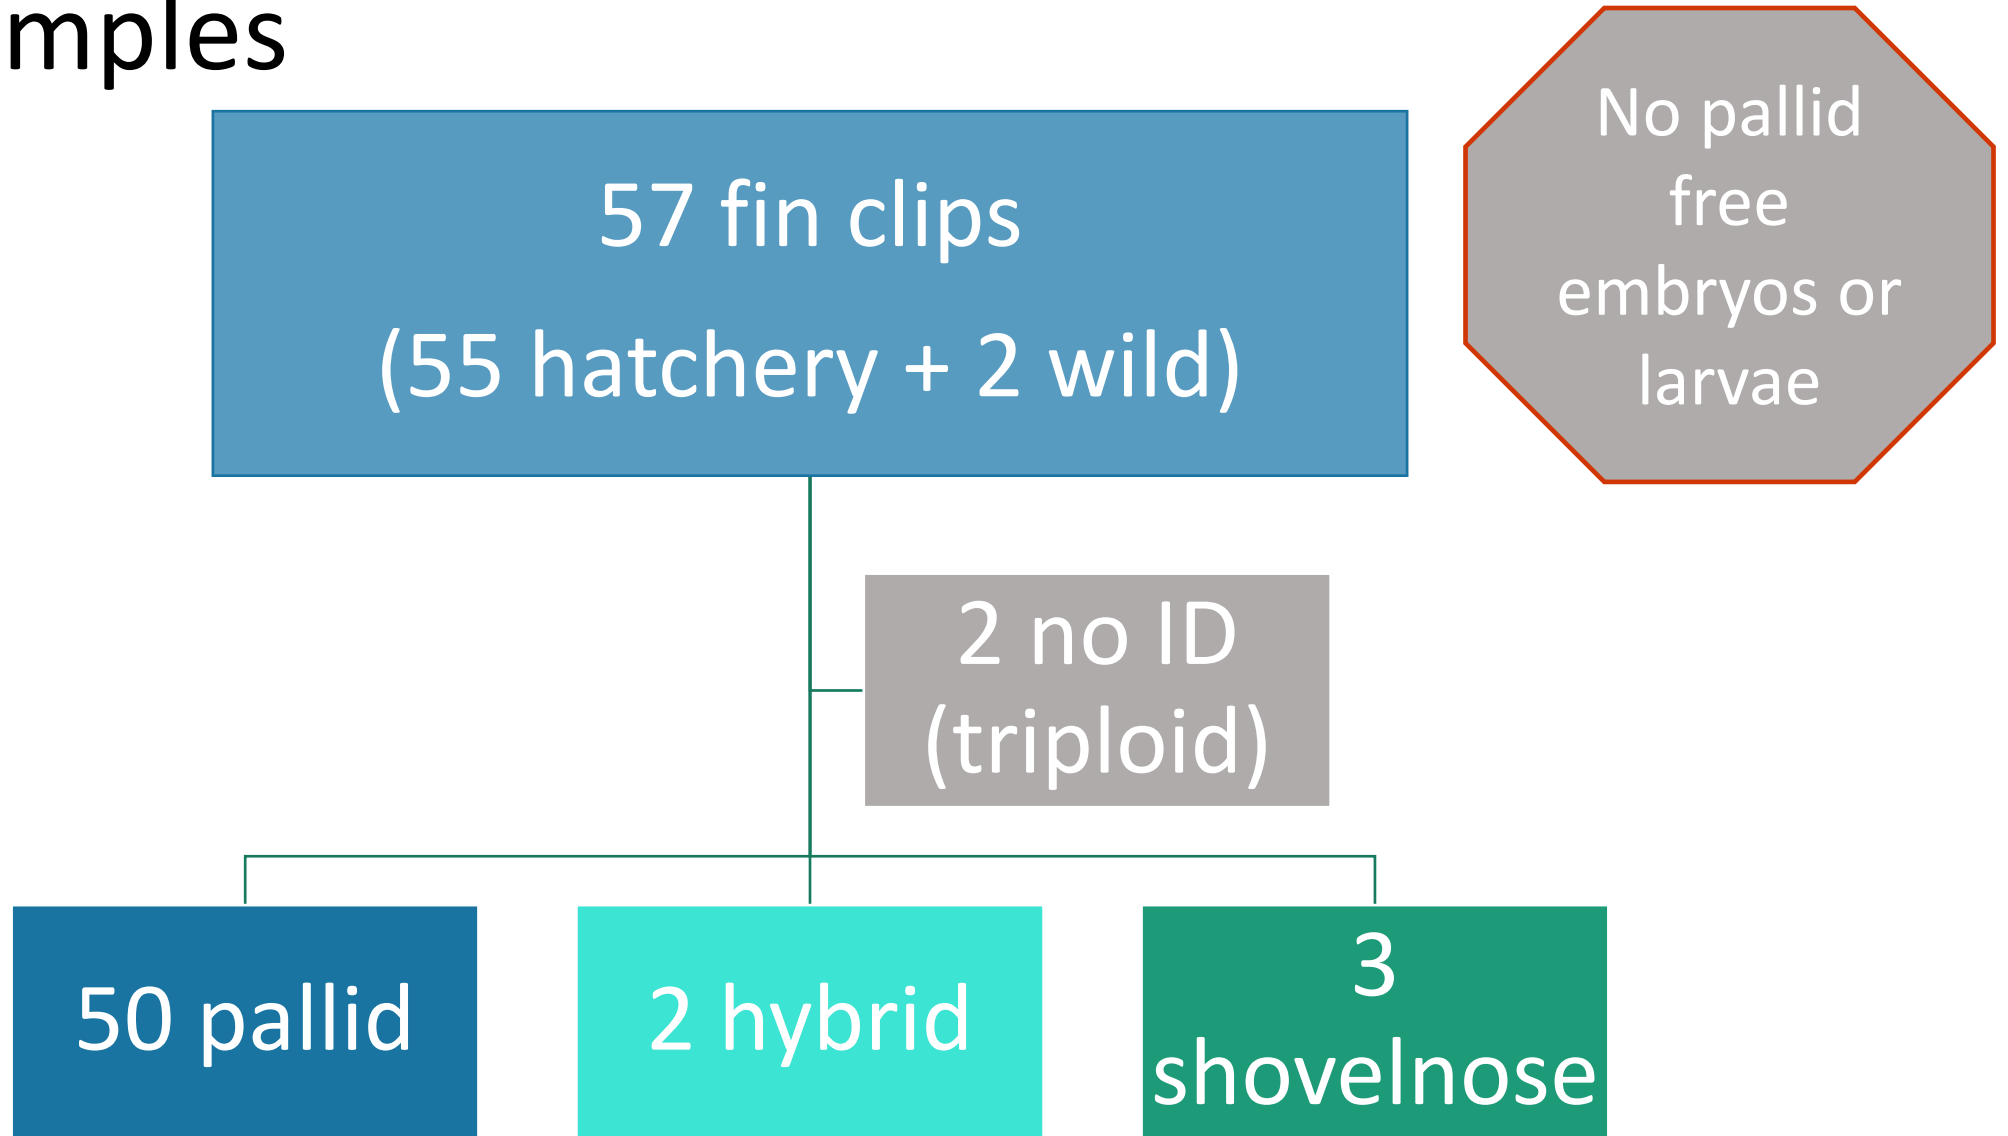 mples
57 fin clips
(55 hatchery + 2 wild)
No pallid
free
embryos or
larvae
2 no ID
(triploid)
50 pallid
2 hybrid
3
shovelnose